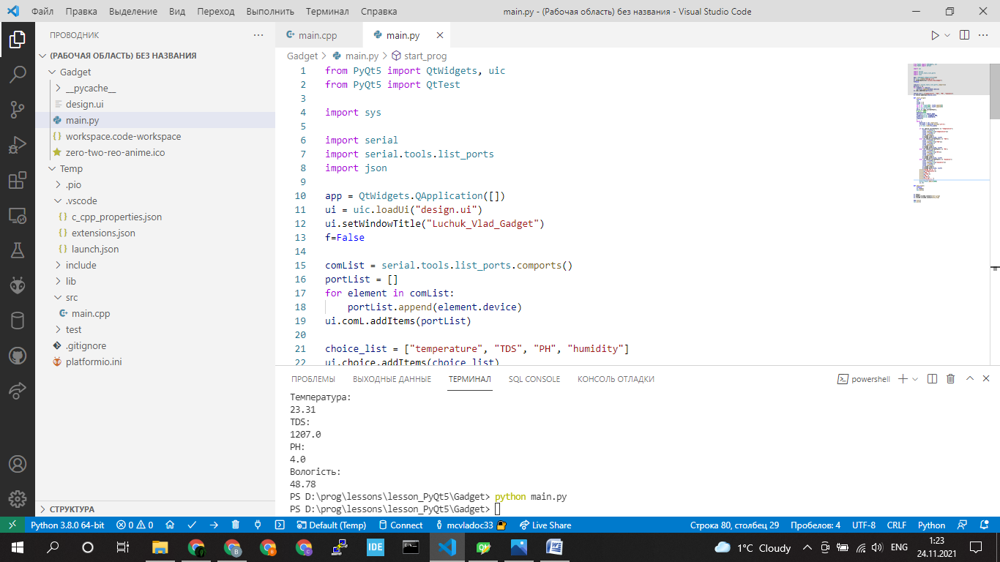 Файл Правка Выделение Вид Переход Выполнить Терминал Справка main.py - (Рабочая область) без названия - Visual Studio Code
ПРОВОДНИК
(РАБОЧАЯ ОБЛАСТЬ) БЕЗ НАЗВАНИЯ
Gadget
__pycache__
design.ui
main.py
workspace.code-workspace
zero-two-reo-anime.ico
Temp
.pio
.vscode
c_cpp_properties.json
extensions.json
launch.json
include
lib
src
main.cpp
test
.gitignore
platformio.ini
СТРУКТУРА
main.cpp main.py
Gadget > main.py > start_prog
1 from PyQt5 import QtWidgets, uic
2 from PyQt5 import QtTest
3
4 import sys
5
6 import serial
7 import serial.tools.list_ports
8 import json
9
10 app = QtWidgets.QApplication([])
11 ui = uic.loadUi("design.ui")
12 ui.setWindowTitle("Luchuk_Vlad_Gadget")
13 f=False
14
15 comList = serial.tools.list_ports.comports()
16 portList = []
17 for element in comList:
18     portList.append(element.device)
19 ui.comL.addItems(portList)
20
21 choice_list = ["temperature", "TDS", "PH", "humidity"]
22 ui.choice.addItems(choice_list)
ПРОБЛЕМЫ ВЫХОДНЫЕ ДАННЫЕ ТЕРМИНАЛ SQL CONSOLE КОНСОЛЬ ОТЛАДКИ powershell
Температура:
23.31
TDS:
1207.0
PH:
4.0
Вологість:
48.78
PS D:\prog\lessons\lesson_PyQt5\Gadget> python main.py
PS D:\prog\lessons\lesson_PyQt5\Gadget>
Python 3.8.0 64-bit 0 0 Default (Temp) Connect mcvladoc33 Live Share Строка 80, столбец 29 Пробелов: 4 UTF-8 CRLF Python
IDE 1°C Cloudy ENG 1:23
24.11.2021